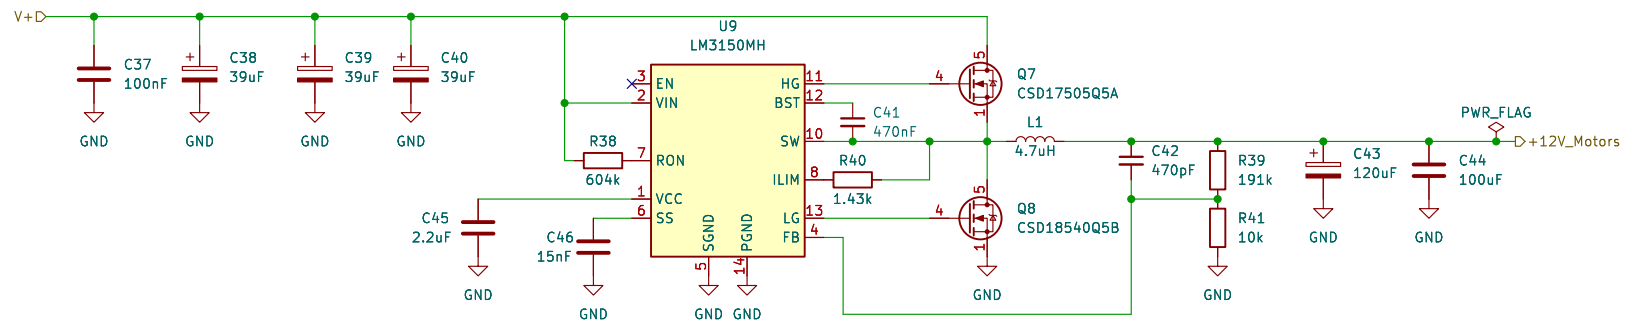 V+
C37
100nF
GND
+
C38
39uF
GND
+
C39
39uF
GND
+
C40
39uF
GND
U9
LM3150MH
3
EN
2
VIN
R38
604k
7
RON
1
VCC
6
SS
C45
2.2uF
GND
C46
15nF
GND
SGND
5
GND
PGND
14
GND
HG
11
BST
12
SW
10
ILIM
8
LG
13
FB
4
C41
470nF
R40
1.43k
4
5
1
Q7
CSD17505Q5A
4
5
1
Q8
CSD18540Q5B
GND
L1
4.7uH
C42
470pF
R39
191k
R41
10k
GND
+
C43
120uF
GND
C44
100uF
GND
PWR_FLAG
+12V_Motors